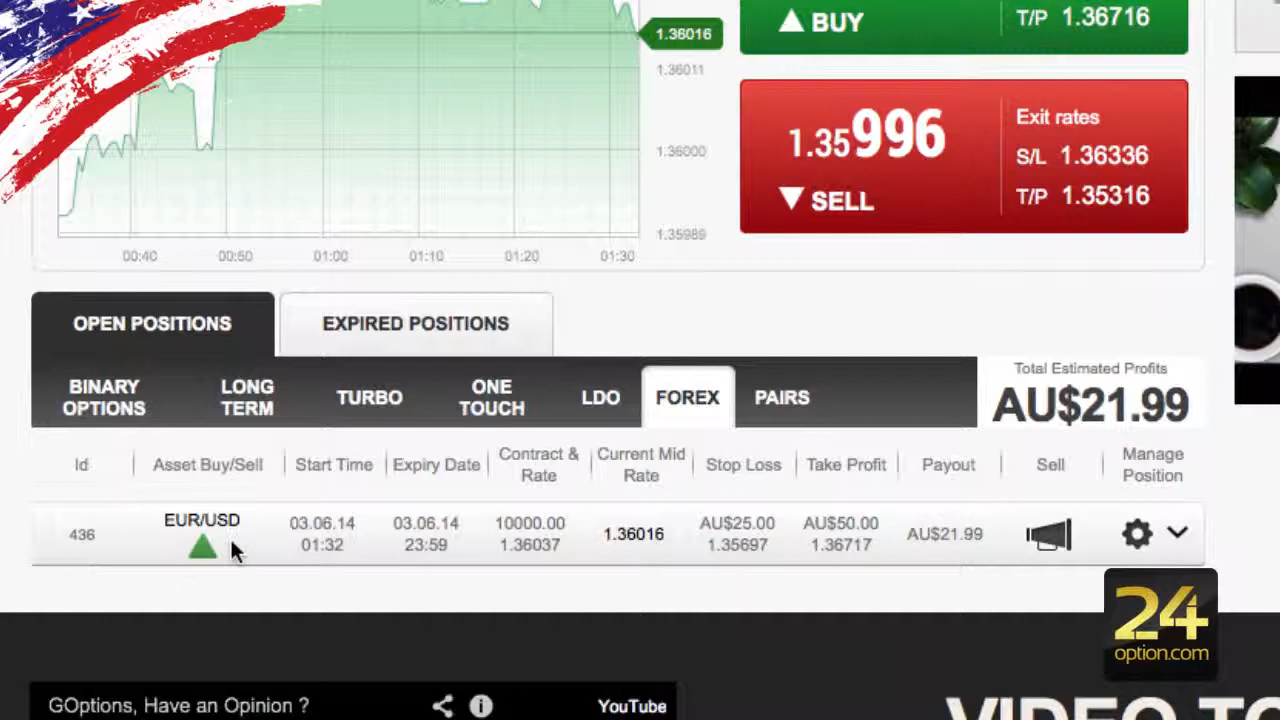 1.36016
1.36011
1.36000
1.35989
00:40 00:50 01:00 01:10 01:20 01:30
BUY
T/P 1.36716
1.35996
SELL
Exit rates
S/L 1.36336
T/P 1.35316
OPEN POSITIONS
EXPIRED POSITIONS
BINARY
OPTIONS
LONG
TERM
TURBO
ONE
TOUCH
LDO
FOREX
PAIRS
Total Estimated Profits
AU$21.99
Id
Asset Buy/Sell
Start Time
Expiry Date
Contract &
Rate
Current Mid
Rate
Stop Loss
Take Profit
Payout
Sell
Manage
Position
436
EUR/USD
03.06.14
01:32
03.06.14
23:59
10000.00
1.36037
1.36016
AU$25.00
1.35697
AU$50.00
1.36717
AU$21.99
24
option.com
GOptions, Have an Opinion ?
YouTube
VIDEO